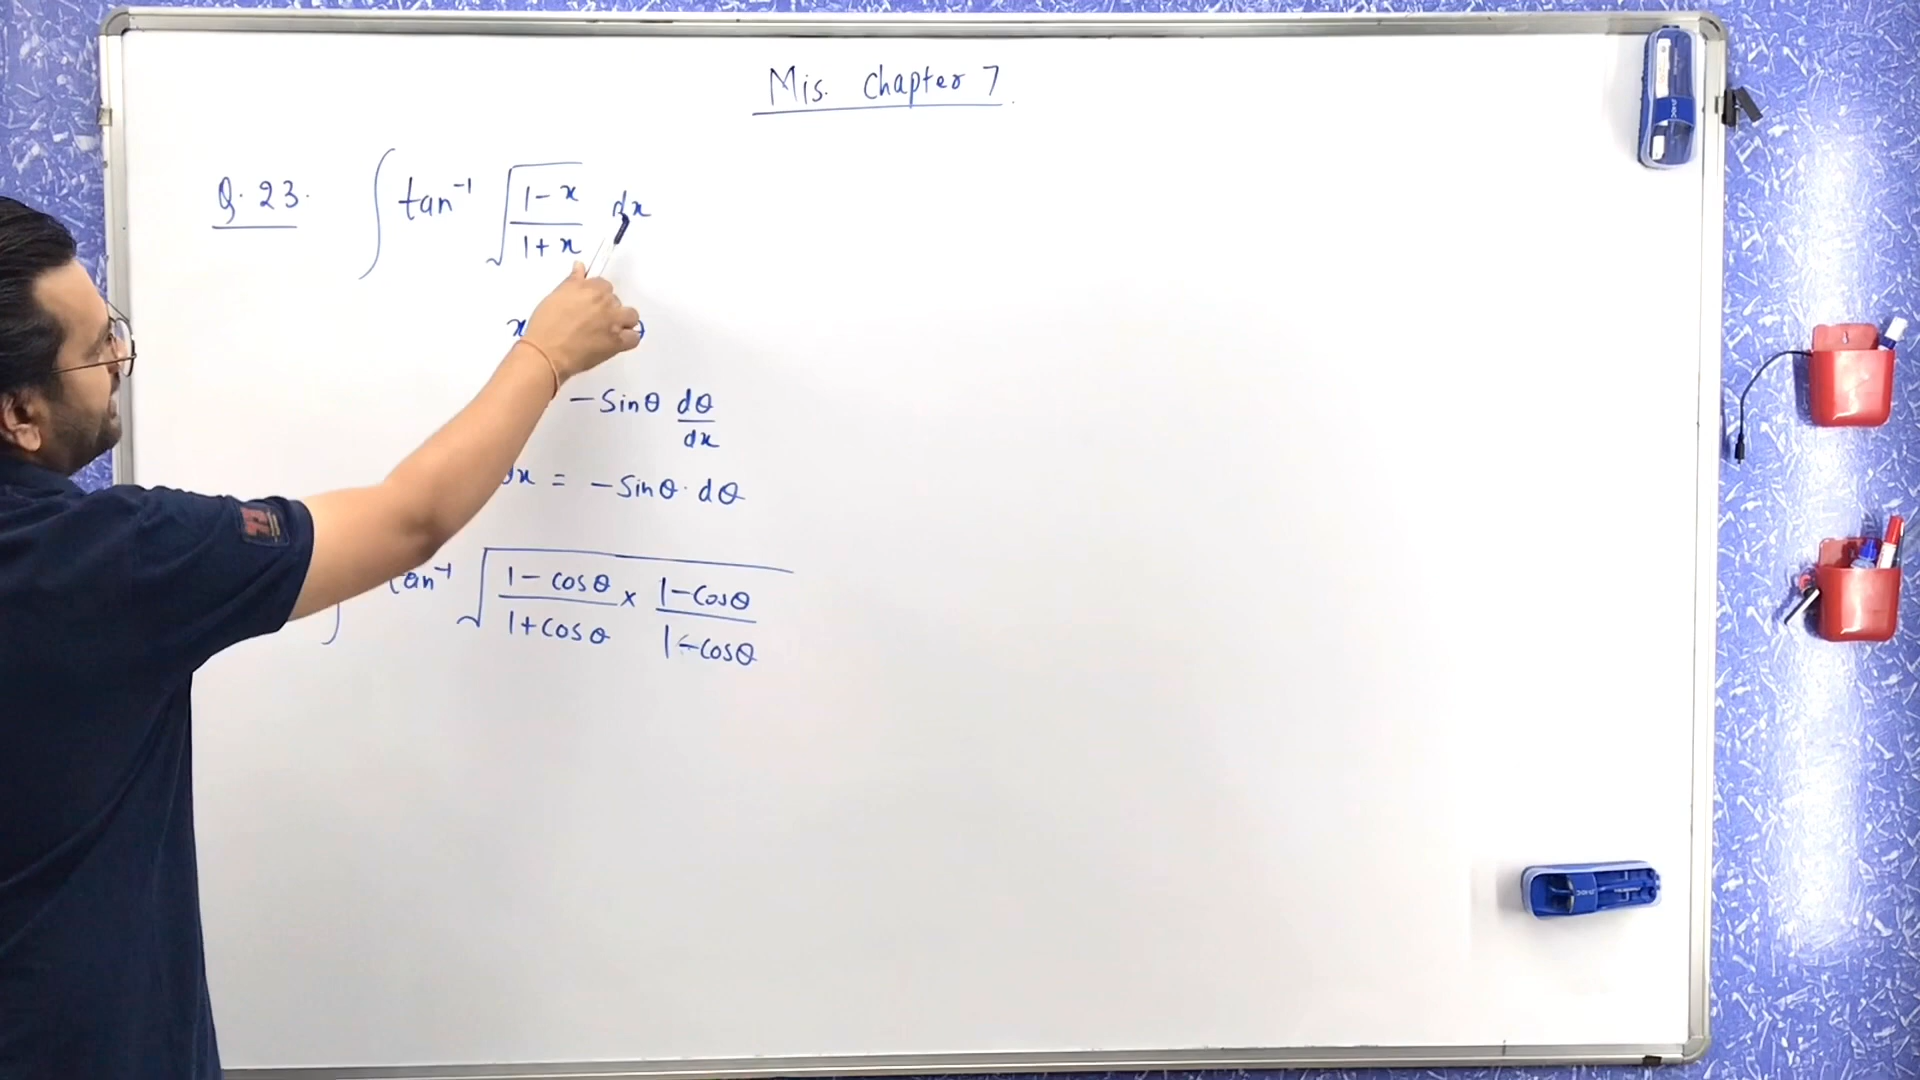 Mis. Chapter 7
Q. 23. ∫ tan⁻¹ √((1-x)/(1+x)) dx
x θ
-Sinθ dθ/dx
dx = -Sinθ·dθ
∫ tan⁻¹ √((1-cosθ)/(1+cosθ) × (1-Cosθ)/(1-cosθ))